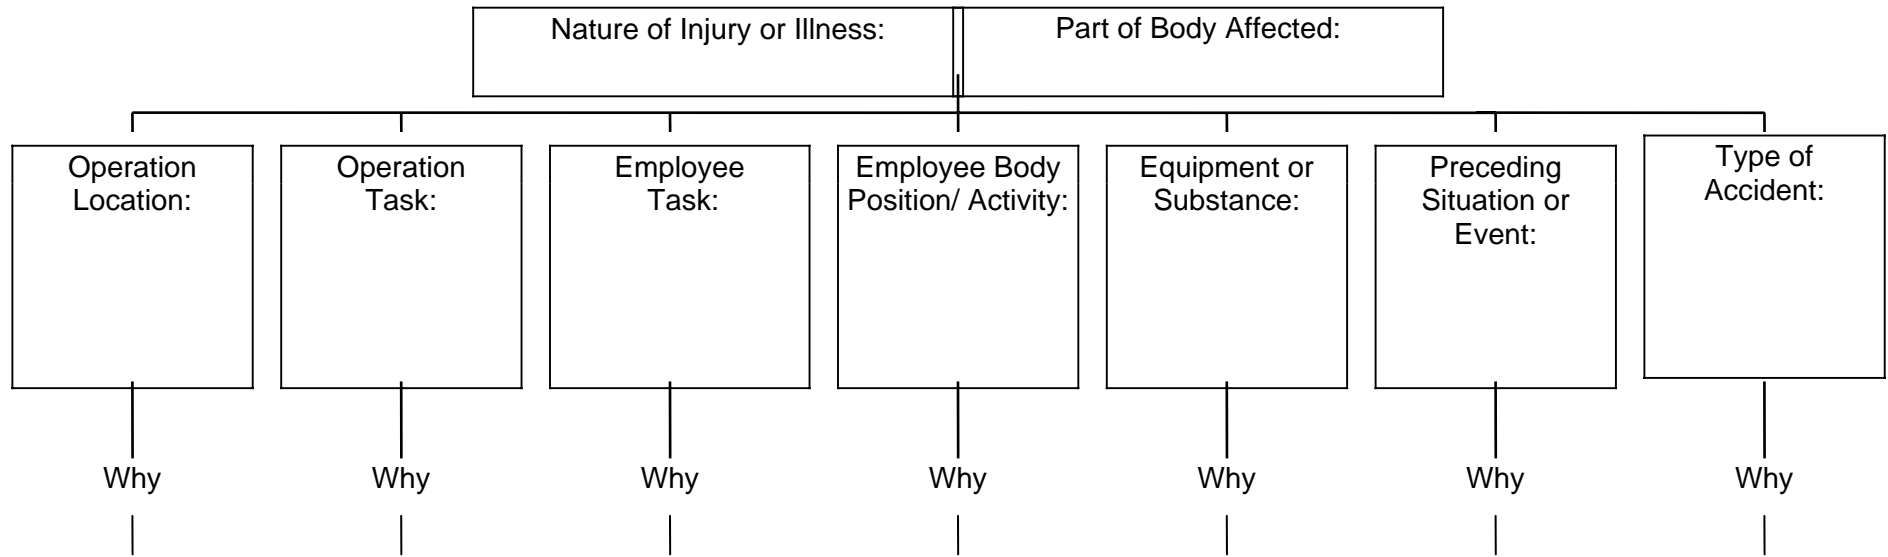 Nature of Injury or Illness:
Part of Body Affected:
Operation
Location:
Operation
Task:
Employee
Task:
Employee Body
Position/ Activity:
Equipment or
Substance:
Preceding
Situation or
Event:
Type of
Accident:
Why
Why
Why
Why
Why
Why
Why